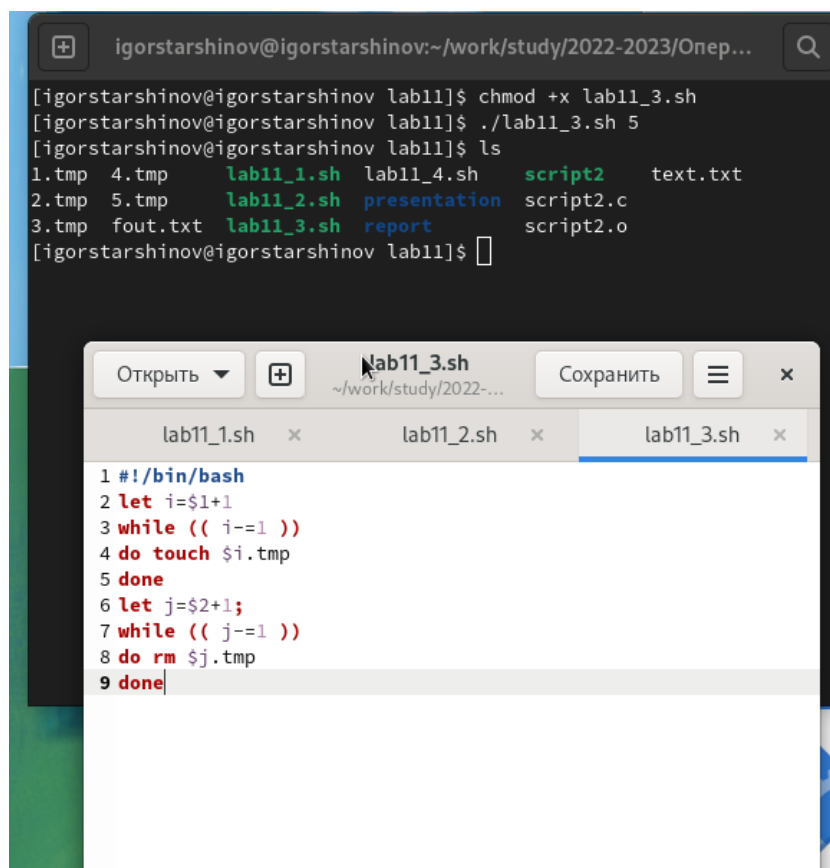 igorstarshinov@igorstarshinov:~/work/study/2022-2023/Опер...
[igorstarshinov@igorstarshinov lab11]$ chmod +x lab11_3.sh
[igorstarshinov@igorstarshinov lab11]$ ./lab11_3.sh 5
[igorstarshinov@igorstarshinov lab11]$ ls
1.tmp 4.tmp lab11_1.sh lab11_4.sh script2 text.txt
2.tmp 5.tmp lab11_2.sh presentation script2.c
3.tmp fout.txt lab11_3.sh report script2.o
[igorstarshinov@igorstarshinov lab11]$
Открыть lab11_3.sh Сохранить
~/work/study/2022-...
lab11_1.sh lab11_2.sh lab11_3.sh
1 #!/bin/bash
2 let i=$1+1
3 while (( i-=1 ))
4 do touch $i.tmp
5 done
6 let j=$2+1;
7 while (( j-=1 ))
8 do rm $j.tmp
9 done